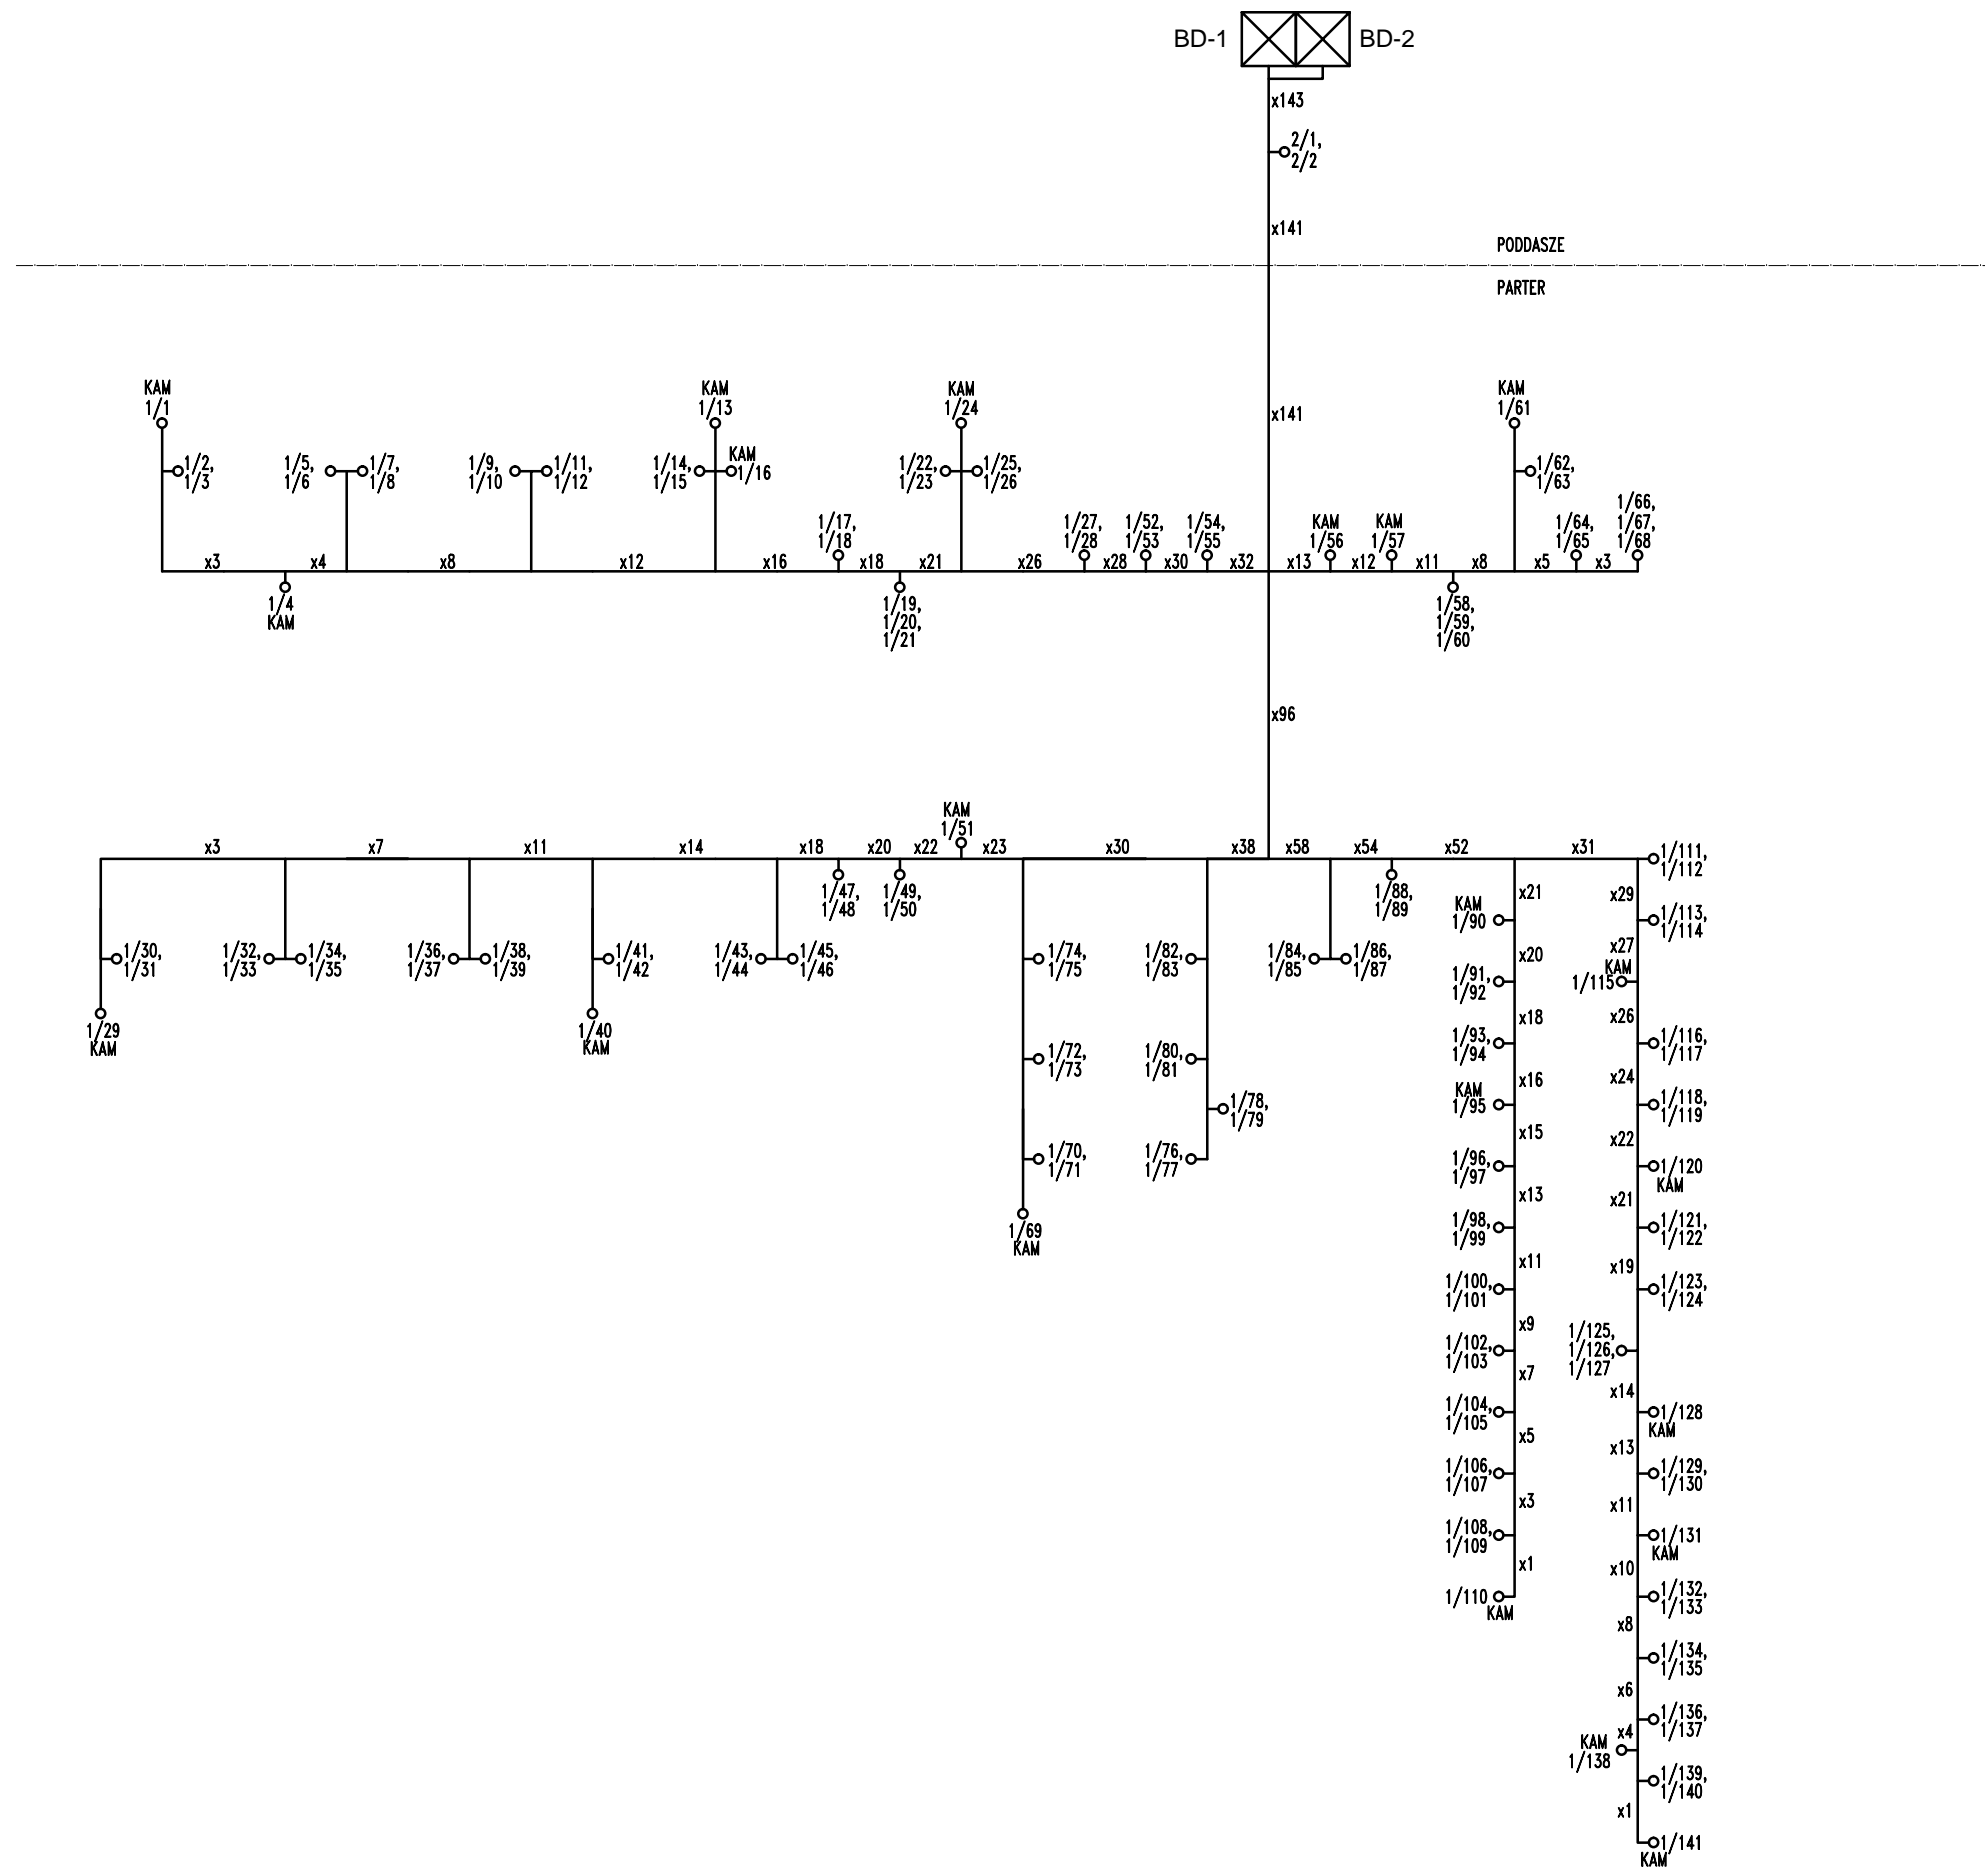 BD-1
BD-2
x143
2/1,
2/2
x141
PODDASZE
PARTER
x141
KAM
1/1
1/2,
1/3
1/5,
1/6
1/7,
1/8
1/9,
1/10
1/11,
1/12
KAM
1/13
1/14,
1/15
KAM
1/16
1/17,
1/18
KAM
1/24
1/22,
1/23
1/25,
1/26
1/27,
1/28
1/52,
1/53
1/54,
1/55
KAM
1/56
KAM
1/57
KAM
1/61
1/62,
1/63
1/64,
1/65
1/66,
1/67,
1/68
x3
x4
x8
x12
x16
x18
x21
x26
x28
x30
x32
x13
x12
x11
x8
x5
x3
1/4
KAM
1/19,
1/20,
1/21
1/58,
1/59,
1/60
x96
KAM
1/51
x3
x7
x11
x14
x18
x20
x22
x23
x30
x38
x58
x54
x52
x31
1/30,
1/31
1/29
KAM
1/32,
1/33
1/34,
1/35
1/36,
1/37
1/38,
1/39
1/41,
1/42
1/40
KAM
1/43,
1/44
1/45,
1/46
1/47,
1/48
1/49,
1/50
1/74,
1/75
1/72,
1/73
1/70,
1/71
1/69
KAM
1/82,
1/83
1/80,
1/81
1/78,
1/79
1/76,
1/77
1/84,
1/85
1/86,
1/87
1/88,
1/89
x21
KAM
1/90
x20
1/91,
1/92
x18
1/93,
1/94
x16
KAM
1/95
x15
1/96,
1/97
x13
1/98,
1/99
x11
1/100,
1/101
x9
1/102,
1/103
x7
1/104,
1/105
x5
1/106,
1/107
x3
1/108,
1/109
x1
1/110
KAM
1/111,
1/112
x29
1/113,
1/114
x27
KAM
1/115
x26
1/116,
1/117
x24
1/118,
1/119
x22
1/120
KAM
x21
1/121,
1/122
x19
1/123,
1/124
1/125,
1/126,
1/127
x14
1/128
KAM
x13
1/129,
1/130
x11
1/131
KAM
x10
1/132,
1/133
x8
1/134,
1/135
x6
1/136,
1/137
x4
KAM
1/138
1/139,
1/140
x1
1/141
KAM